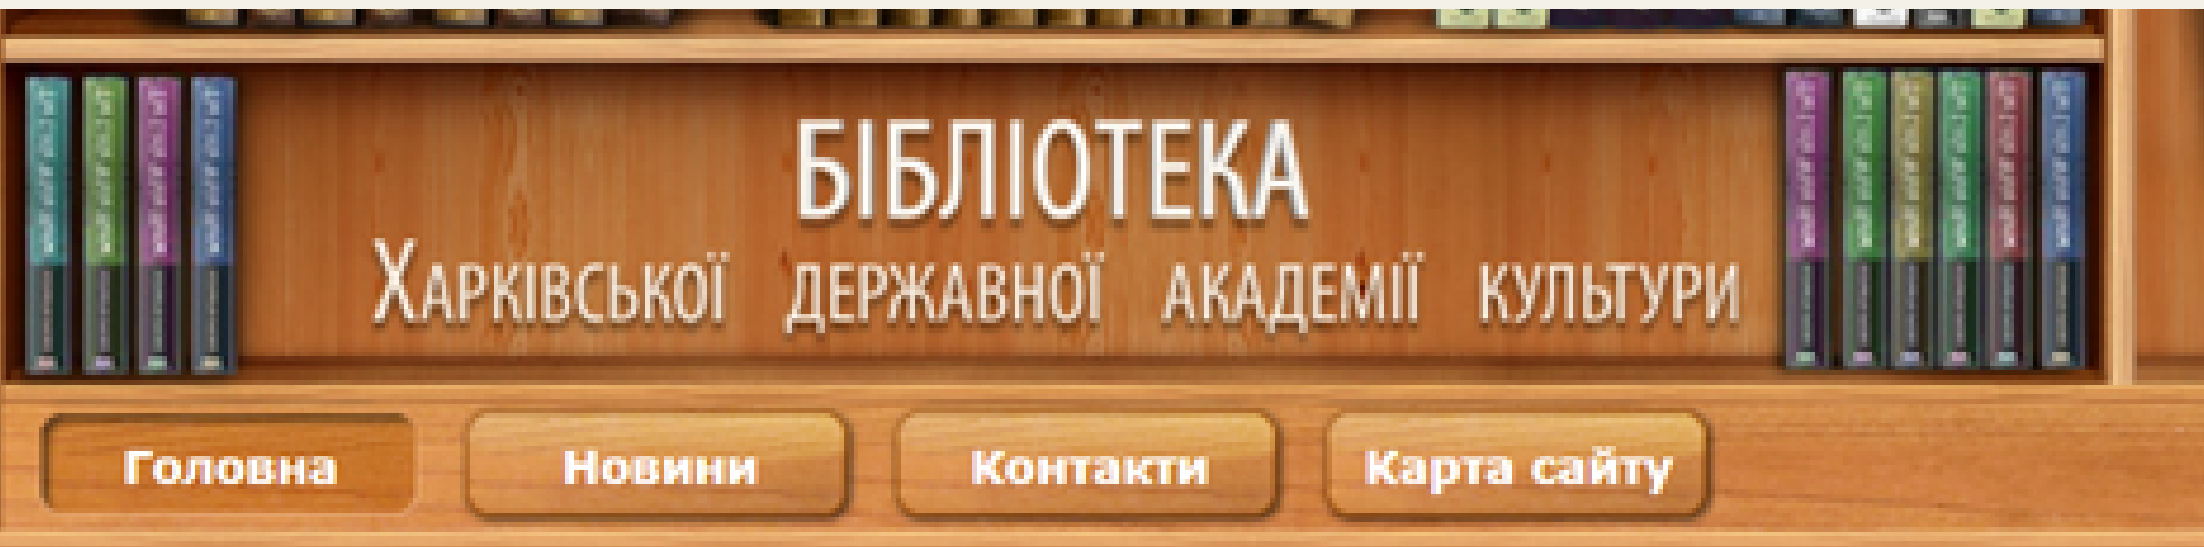 БІБЛІОТЕКА
Харківської державної академії культури
Головна Новини Контакти Карта сайту